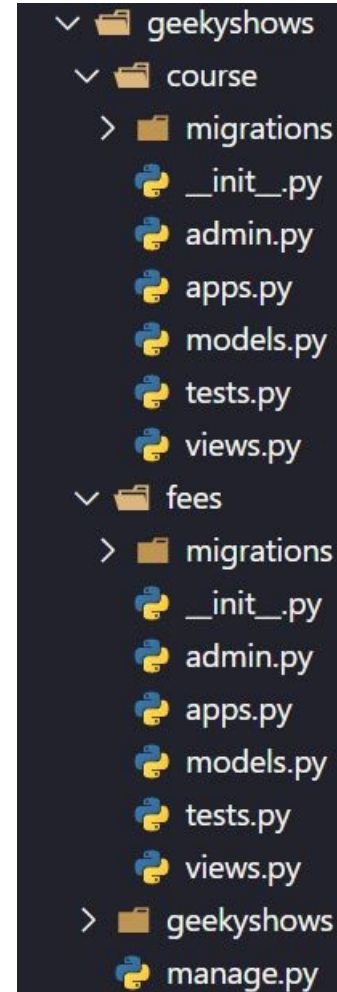 geekyshows
course
migrations
__init__.py
admin.py
apps.py
models.py
tests.py
views.py
fees
migrations
__init__.py
admin.py
apps.py
models.py
tests.py
views.py
geekyshows
manage.py